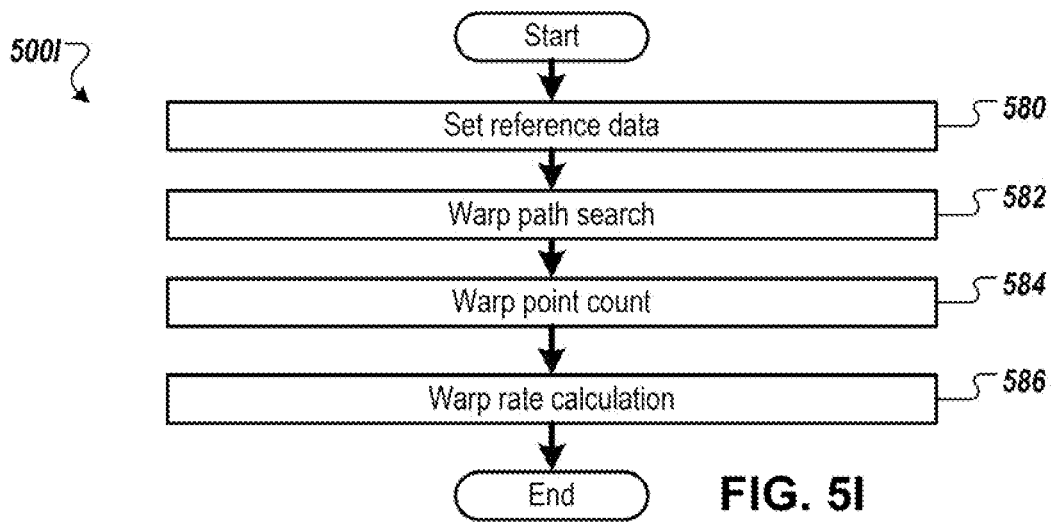 Start
500I
Set reference data
580
Warp path search
582
Warp point count
584
Warp rate calculation
586
End
FIG. 5I